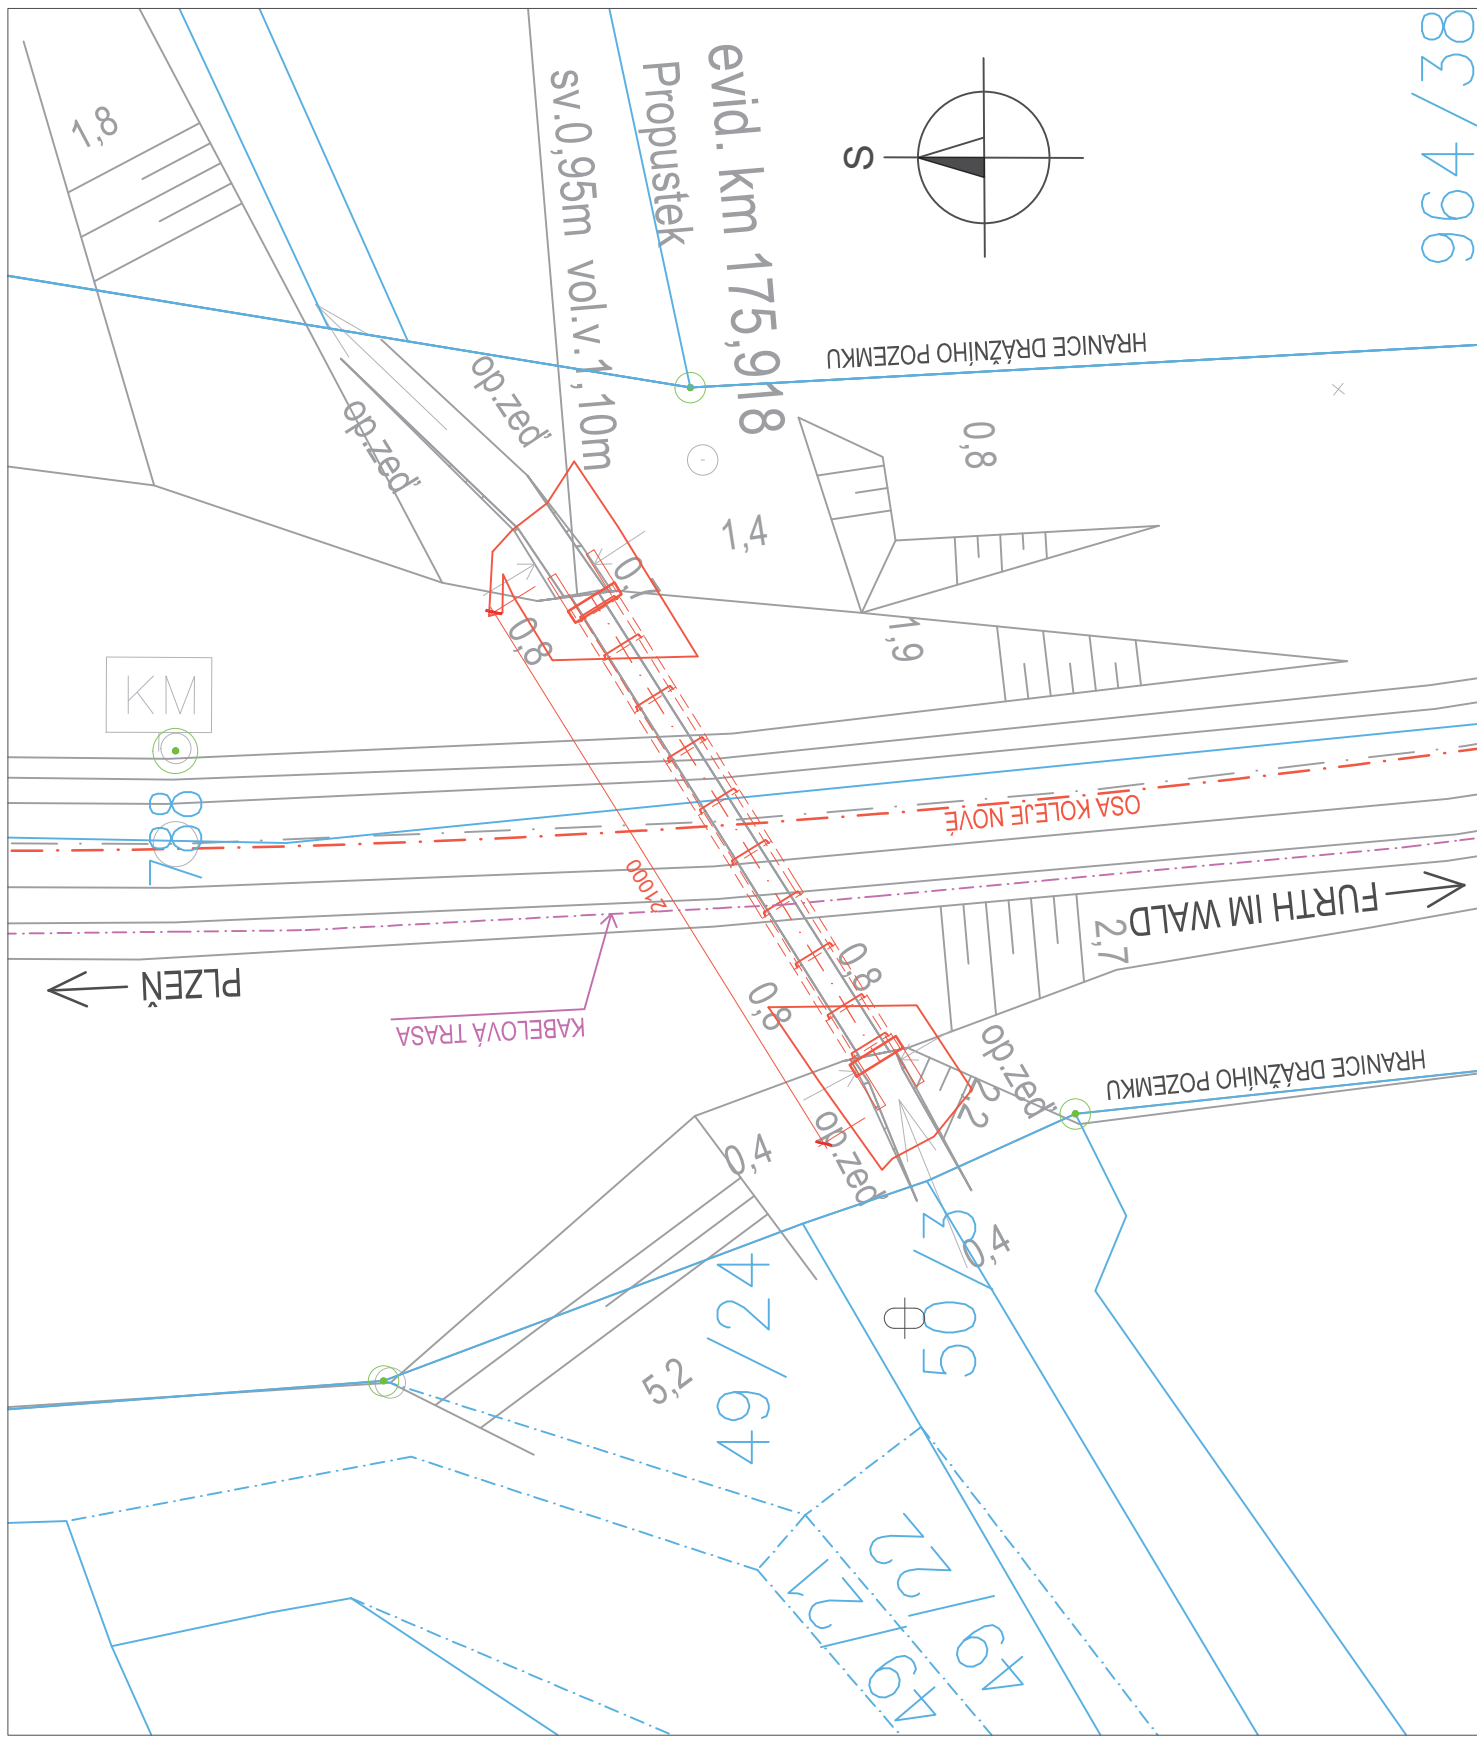 1,8
sv.0,95m vol.v.1,10m
Propustek
evid. km 175,918
S
964/38
HRANICE DRÁŽNÍHO POZEMKU
op.zeď
op.zeď
0,8
1,4
0,7
0,8
1,9
KM
788
OSA KOLEJE NOVÉ
21000
FURTH IM WALD
2,7
PLZEŇ
KABELOVÁ TRASA
0,8
0,8
op.zeď
HRANICE DRÁŽNÍHO POZEMKU
2,2
op.zeď
0,4
0,4
50/3
49/24
5,2
49/21
49/22